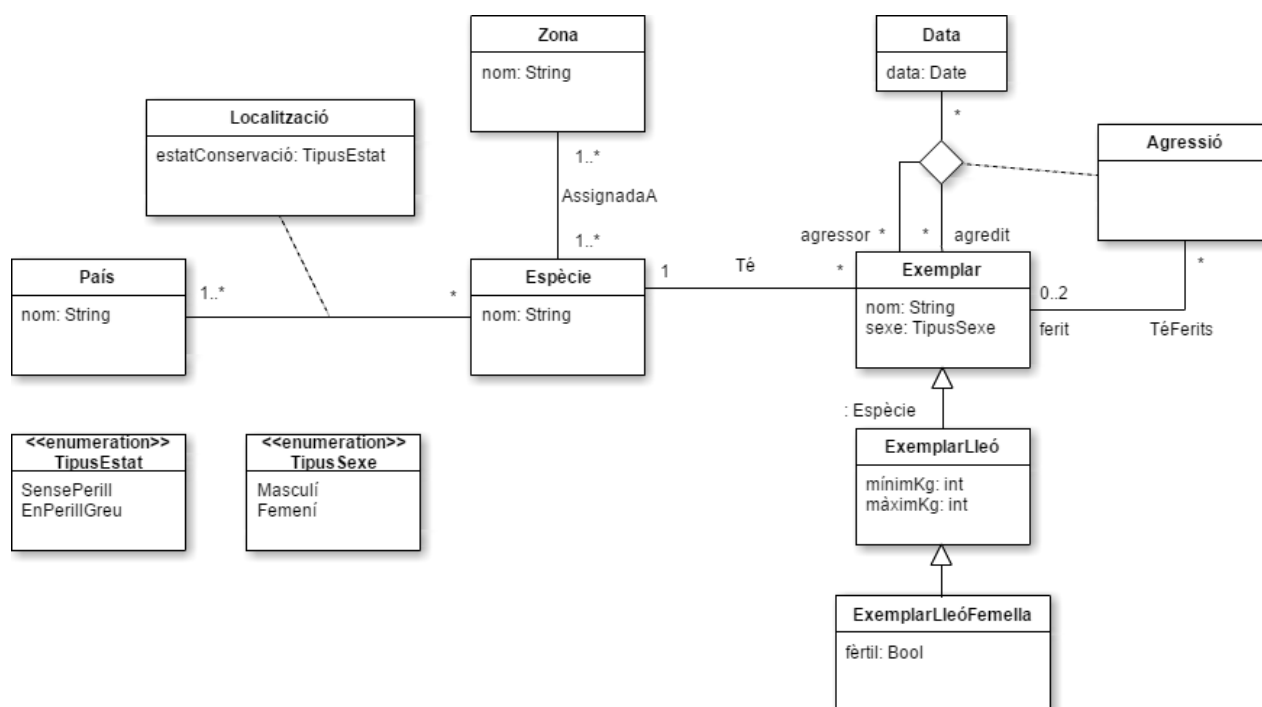 Zona
nom: String
Data
data: Date
Localització
estatConservació: TipusEstat
Agressió
1..*
AssignadaA
1..*
*
agressor *
* agredit
País
nom: String
1..*
*
Espècie
nom: String
1
Té
*
Exemplar
nom: String
sexe: TipusSexe
0..2
ferit
*
TéFerits
: Espècie
<<enumeration>>
TipusEstat
SensePerill
EnPerillGreu
<<enumeration>>
TipusSexe
Masculí
Femení
ExemplarLleó
mínimKg: int
màximKg: int
ExemplarLleóFemella
fèrtil: Bool